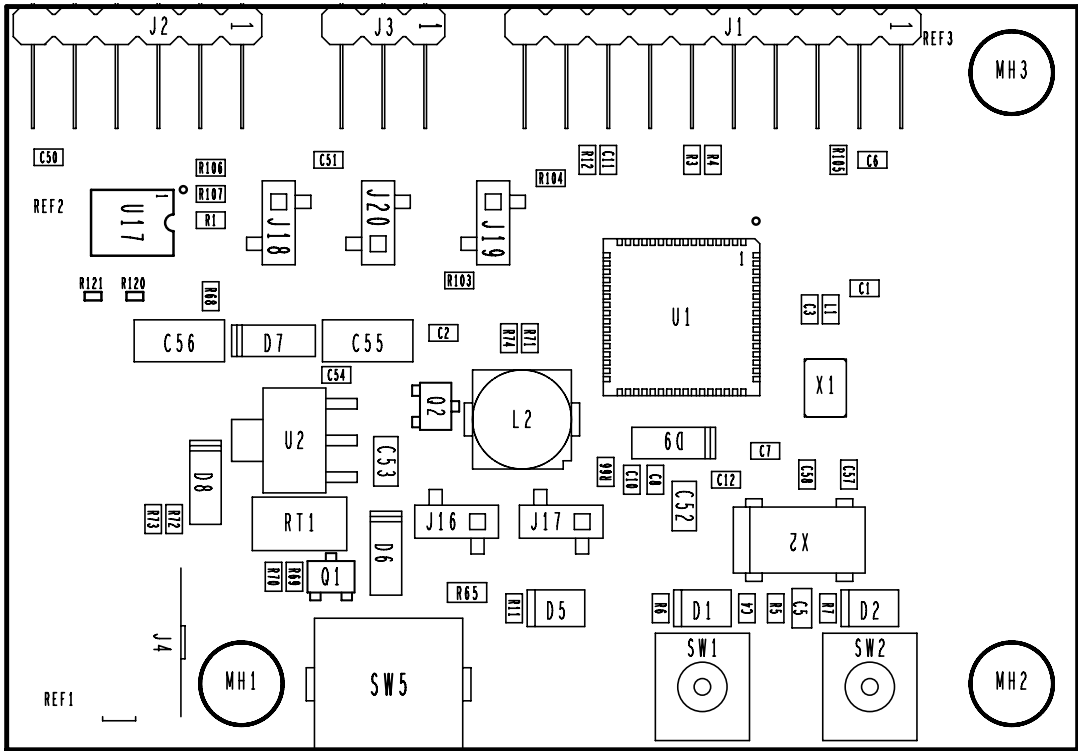 J2 1
J3 1
J1 1
REF3
MH3
C50
R106
C51
R12
C11
R3
R4
R105
C6
R107
R104
REF2
U17 1
R1
J18
J20
J19
R121
R120
R68
R103
1
U1
C1
C3
L1
C56
D7
C55
C2
R74
R71
C54
X1
Q2
L2
U2
C53
D9
C7
D8
R66
C10
C8
C12
C58
C57
C52
R73
R72
RT1
J16
J17
X2
D6
R70
R69
Q1
R65
R11
D5
R6
D1
C4
R5
C5
R7
D2
J4
MH1
SW5
SW1
SW2
MH2
REF1